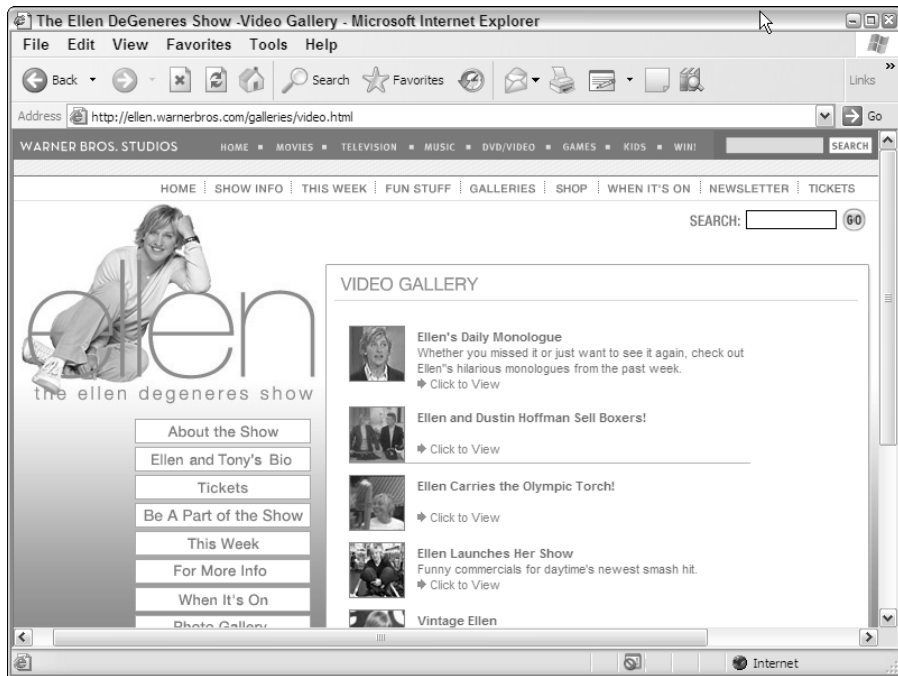 The Ellen DeGeneres Show -Video Gallery - Microsoft Internet Explorer
File Edit View Favorites Tools Help
Back Search Favorites Links »
Address http://ellen.warnerbros.com/galleries/video.html Go
WARNER BROS. STUDIOS HOME ■ MOVIES ■ TELEVISION ■ MUSIC ■ DVD/VIDEO ■ GAMES ■ KIDS ■ WIN! SEARCH
HOME SHOW INFO THIS WEEK FUN STUFF GALLERIES SHOP WHEN IT'S ON NEWSLETTER TICKETS
SEARCH: GO
ellen
the ellen degeneres show
About the Show
Ellen and Tony's Bio
Tickets
Be A Part of the Show
This Week
For More Info
When It's On
Photo Gallery
VIDEO GALLERY
Ellen's Daily Monologue
Whether you missed it or just want to see it again, check out
Ellen"s hilarious monologues from the past week.
Click to View
Ellen and Dustin Hoffman Sell Boxers!
Click to View
Ellen Carries the Olympic Torch!
Click to View
Ellen Launches Her Show
Funny commercials for daytime's newest smash hit.
Click to View
Vintage Ellen
Internet